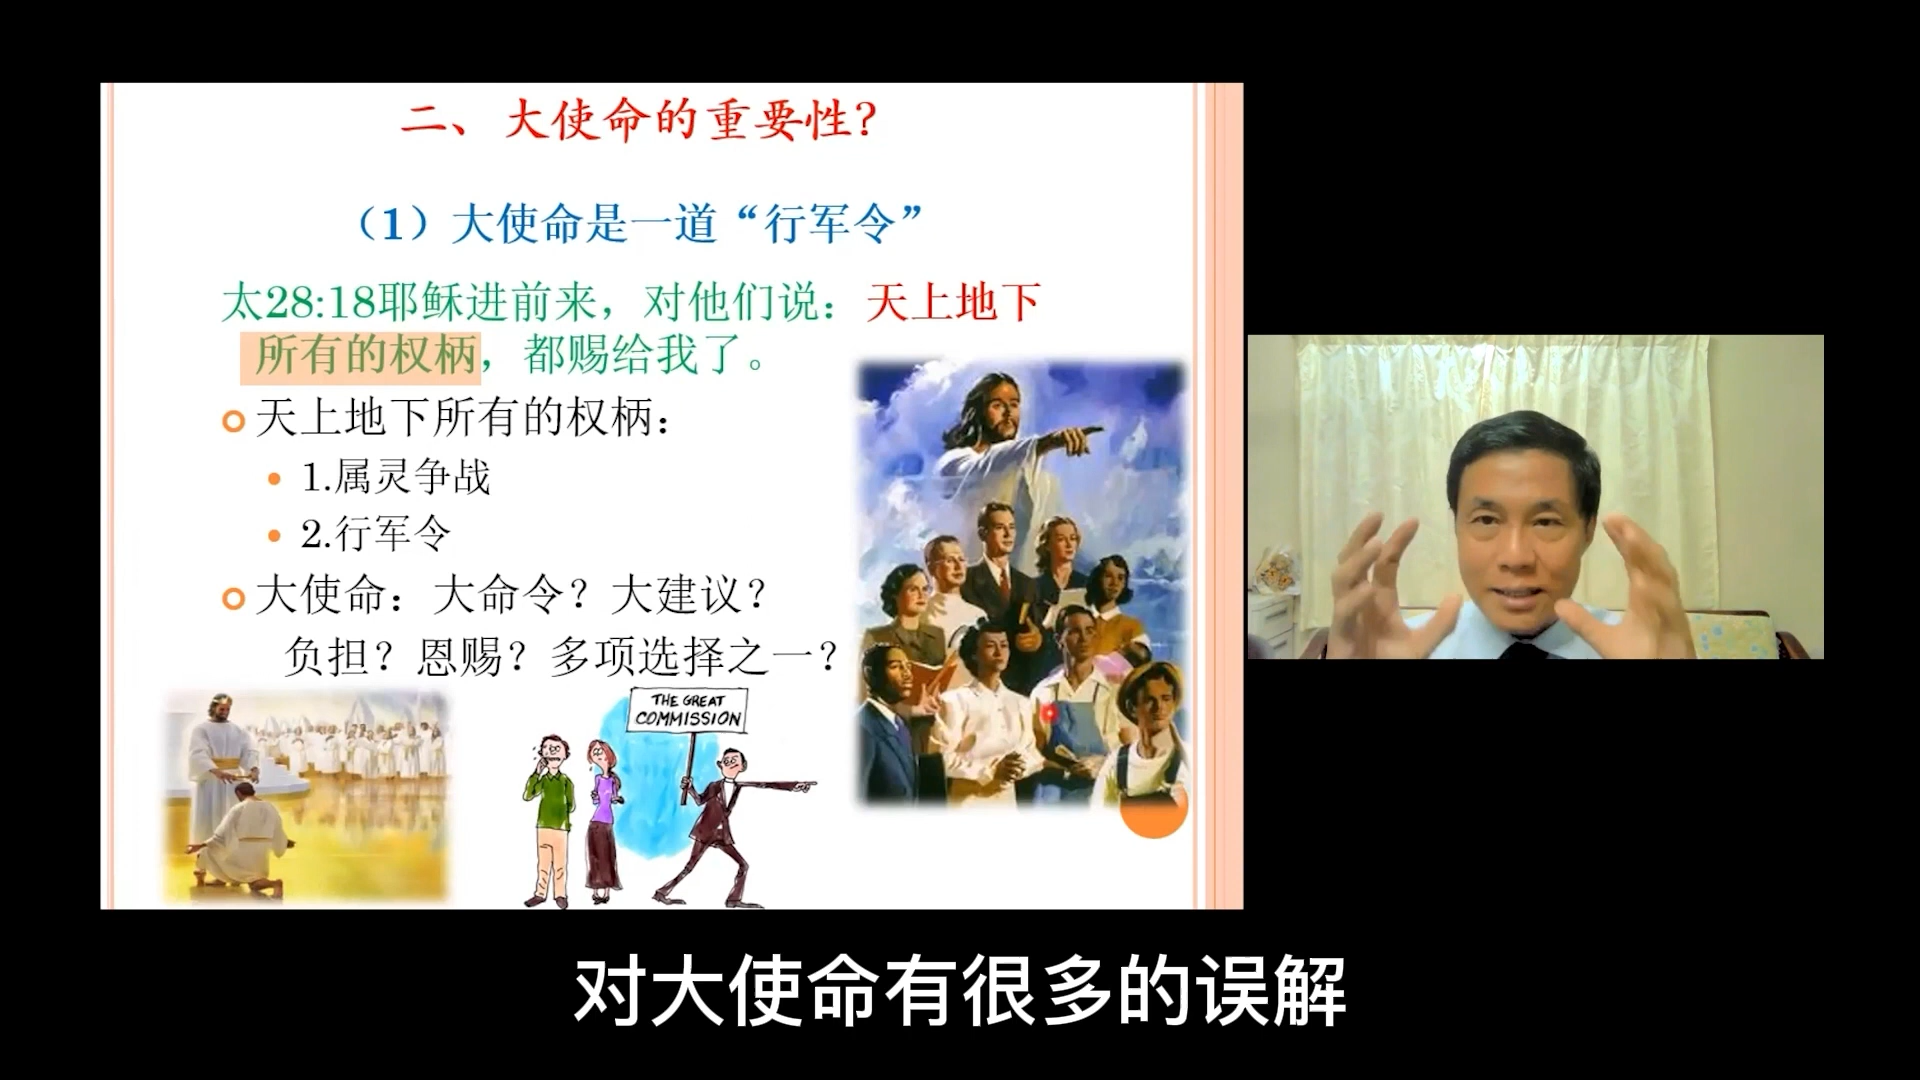 二、大使命的重要性?
（1）大使命是一道“行军令”
太28:18耶稣进前来，对他们说：天上地下
所有的权柄，都赐给我了。
天上地下所有的权柄：
1.属灵争战
2.行军令
大使命：大命令？大建议？
负担？恩赐？多项选择之一？
THE GREAT
COMMISSION
对大使命有很多的误解